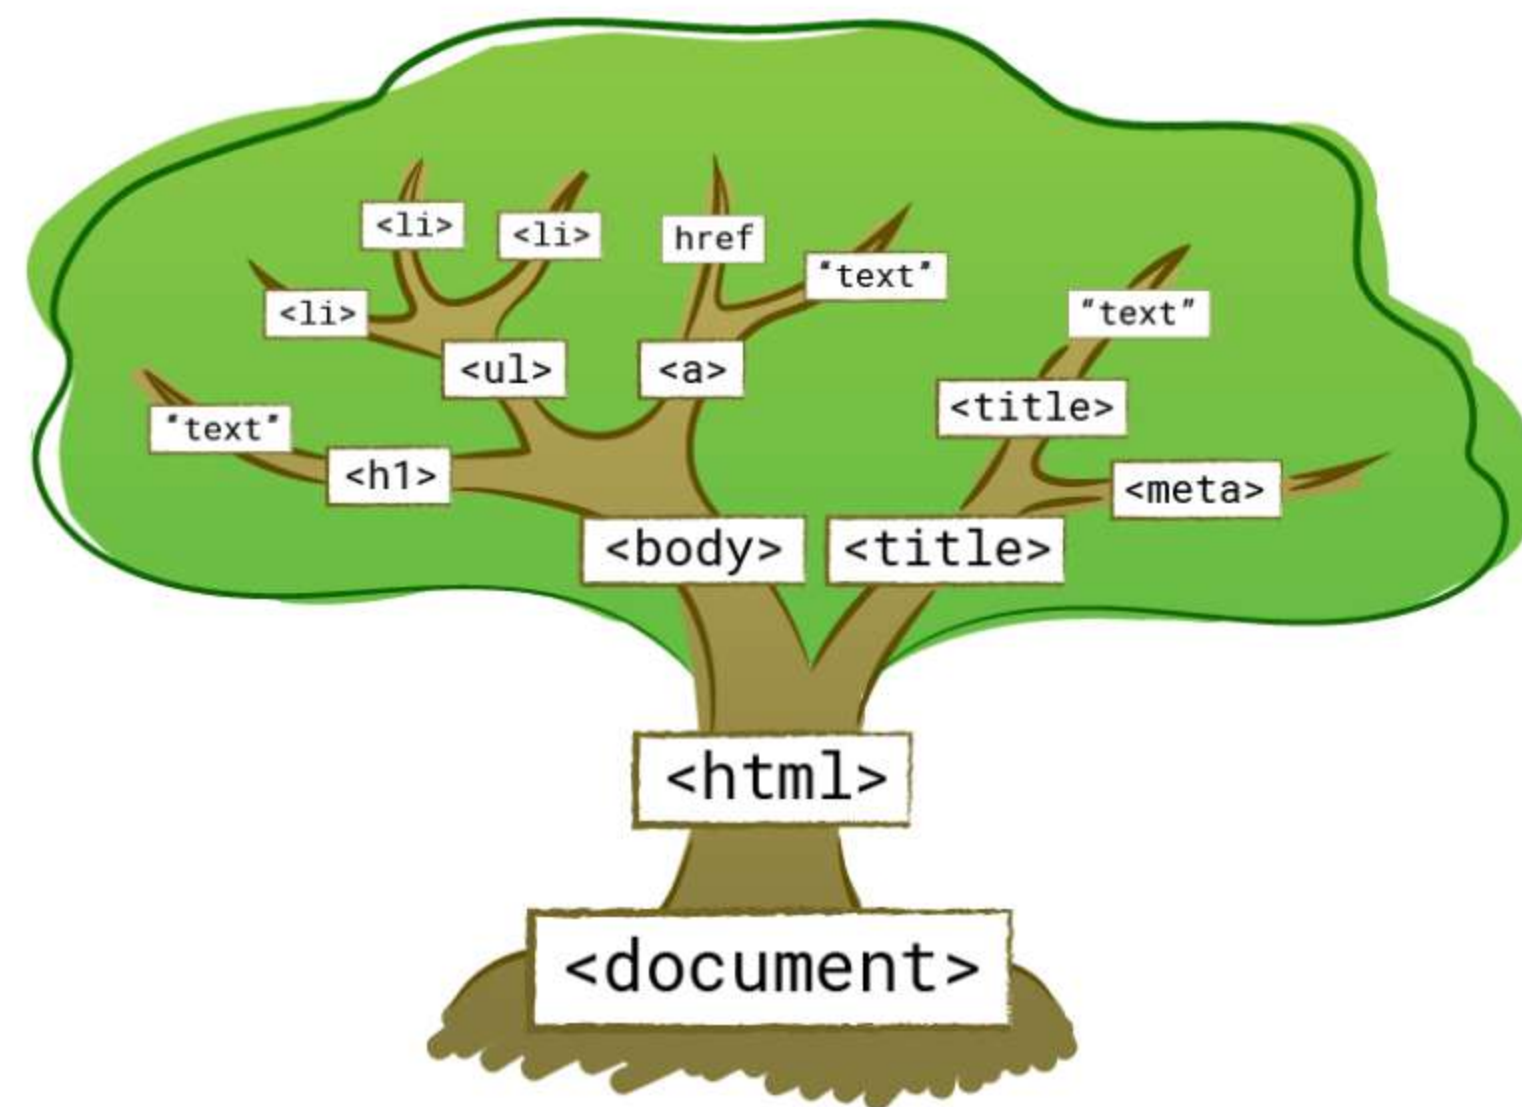 <li>
<li>
href
"text"
<li>
"text"
<ul>
<a>
<title>
"text"
<h1>
<meta>
<body>
<title>
<html>
<document>